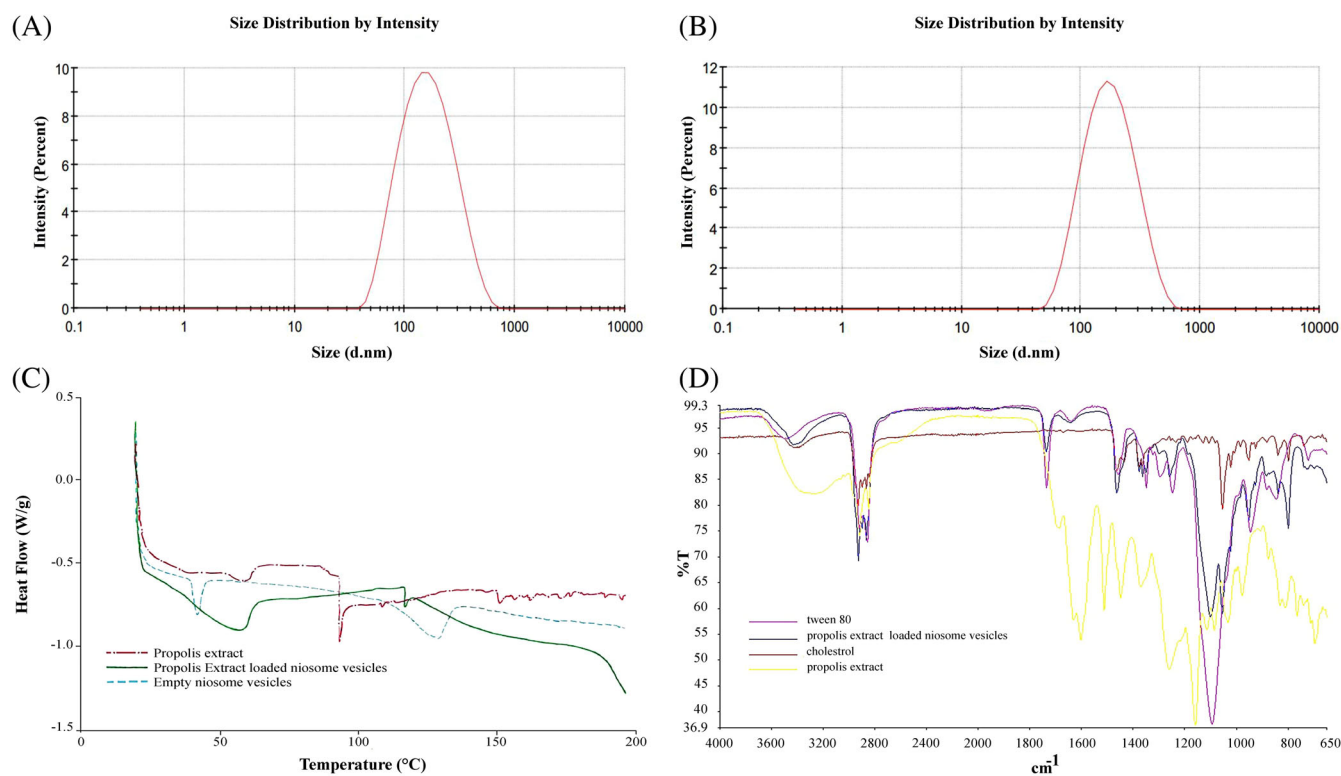 (A)
Size Distribution by Intensity
Intensity (Percent)
10
8
6
4
2
0
0.1 1 10 100 1000 10000
Size (d.nm)
(B)
Size Distribution by Intensity
Intensity (Percent)
12
10
8
6
4
2
0
0.1 1 10 100 1000 10000
Size (d.nm)
(C)
Heat Flow (W/g)
0.5
0.0
-0.5
-1.0
-1.5
Propolis extract
Propolis Extract loaded niosome vesicles
Empty niosome vesicles
0 50 100 150 200
Temperature (°C)
(D)
%T
99.3
95
90
85
80
75
70
65
60
55
50
45
40
36.9
tween 80
propolis extract loaded niosome vesicles
cholestrol
propolis extract
4000 3600 2800 2000 1800 1400 1200 1000 800 650
cm-1